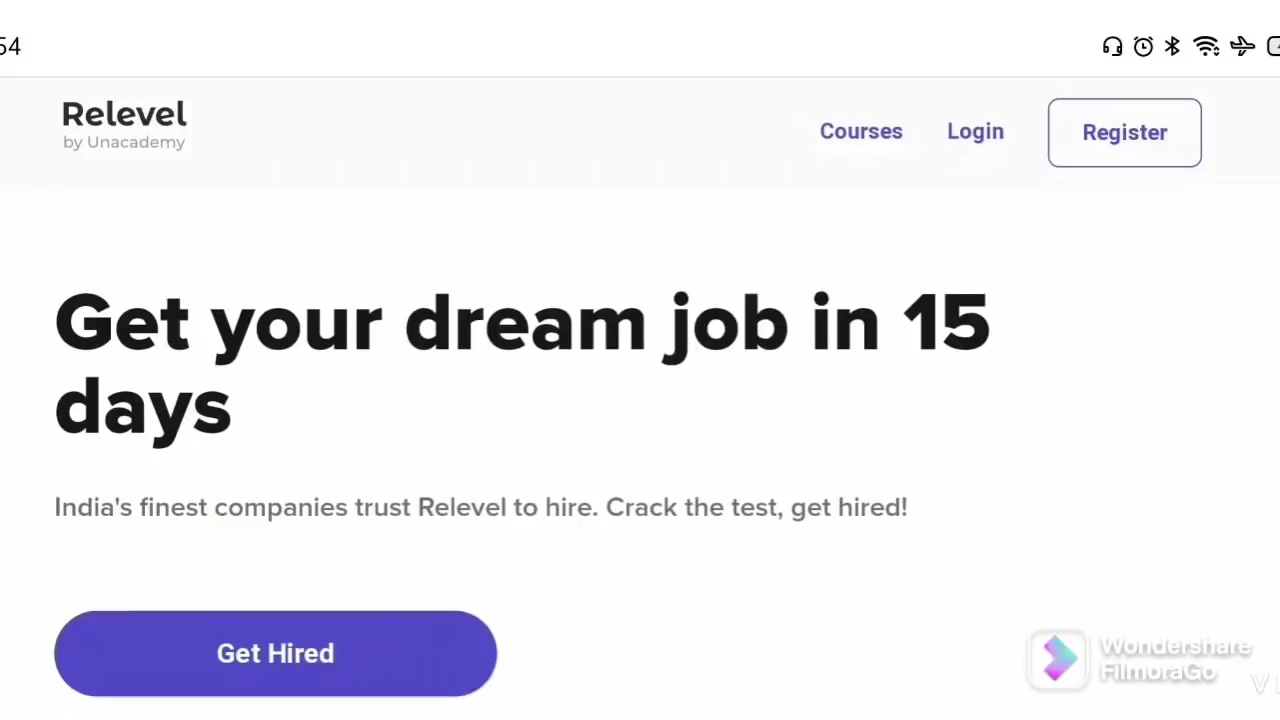 54
Relevel
by Unacademy
Courses Login Register
Get your dream job in 15
days
India's finest companies trust Relevel to hire. Crack the test, get hired!
Get Hired
Wondershare
FilmoraGo